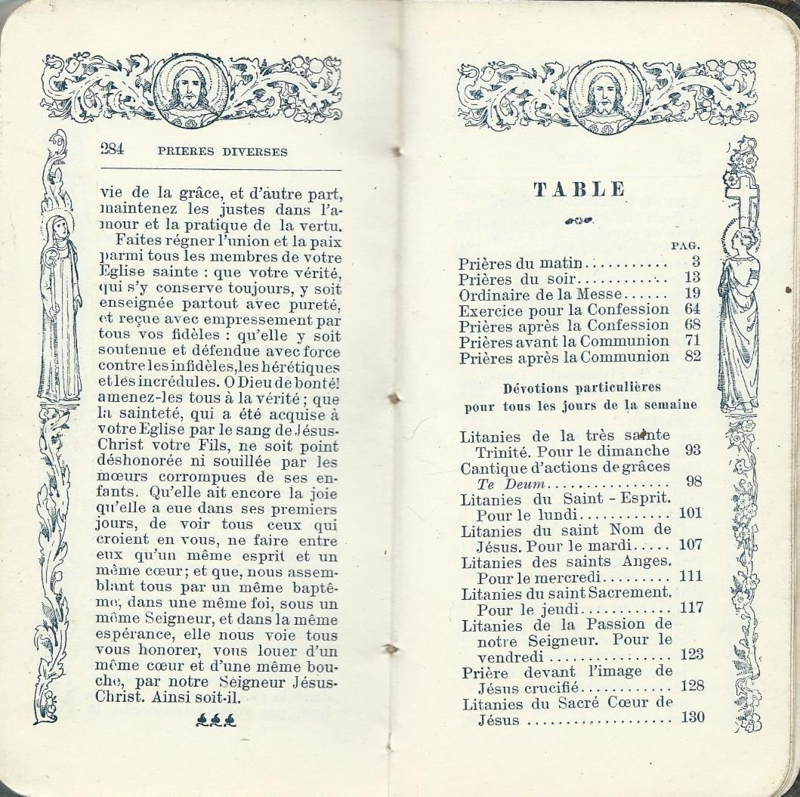 284 PRIERES DIVERSES
vie de la grâce, et d'autre part,
maintenez les justes dans l'a-
mour et la pratique de la vertu.
Faites régner l'union et la paix
parmi tous les membres de votre
Eglise sainte : que votre vérité,
qui s'y conserve toujours, y soit
enseignée partout avec pureté,
et reçue avec empressement par
tous vos fidèles : qu'elle y soit
soutenue et défendue avec force
contre les infidèles, les hérétiques
et les incrédules. O Dieu de bonté!
amenez-les tous à la vérité ; que
la sainteté, qui a été acquise à
votre Eglise par le sang de Jésus-
Christ votre Fils, ne soit point
déshonorée ni souillée par les
mœurs corrompues de ses en-
fants. Qu'elle ait encore la joie
qu'elle a eue dans ses premiers
jours, de voir tous ceux qui
croient en vous, ne faire entre
eux qu'un même esprit et un
même cœur ; et que, nous assem-
blant tous par un même baptê-
me, dans une même foi, sous un
même Seigneur, et dans la même
espérance, elle nous voie tous
vous honorer, vous louer d'un
même cœur et d'une même bou-
che, par notre Seigneur Jésus-
Christ. Ainsi soit-il.
TABLE
PAG.
Prières du matin........... 3
Prières du soir............ 13
Ordinaire de la Messe...... 19
Exercice pour la Confession 64
Prières après la Confession 68
Prières avant la Communion 71
Prières après la Communion 82
Dévotions particulières
pour tous les jours de la semaine
Litanies de la très sainte
Trinité. Pour le dimanche 93
Cantique d'actions de grâces
Te Deum................ 98
Litanies du Saint-Esprit.
Pour le lundi............ 101
Litanies du saint Nom de
Jésus. Pour le mardi..... 107
Litanies des saints Anges.
Pour le mercredi......... 111
Litanies du saint Sacrement.
Pour le jeudi............ 117
Litanies de la Passion de
notre Seigneur. Pour le
vendredi ................ 123
Prière devant l'image de
Jésus crucifié............ 128
Litanies du Sacré Cœur de
Jésus ................... 130